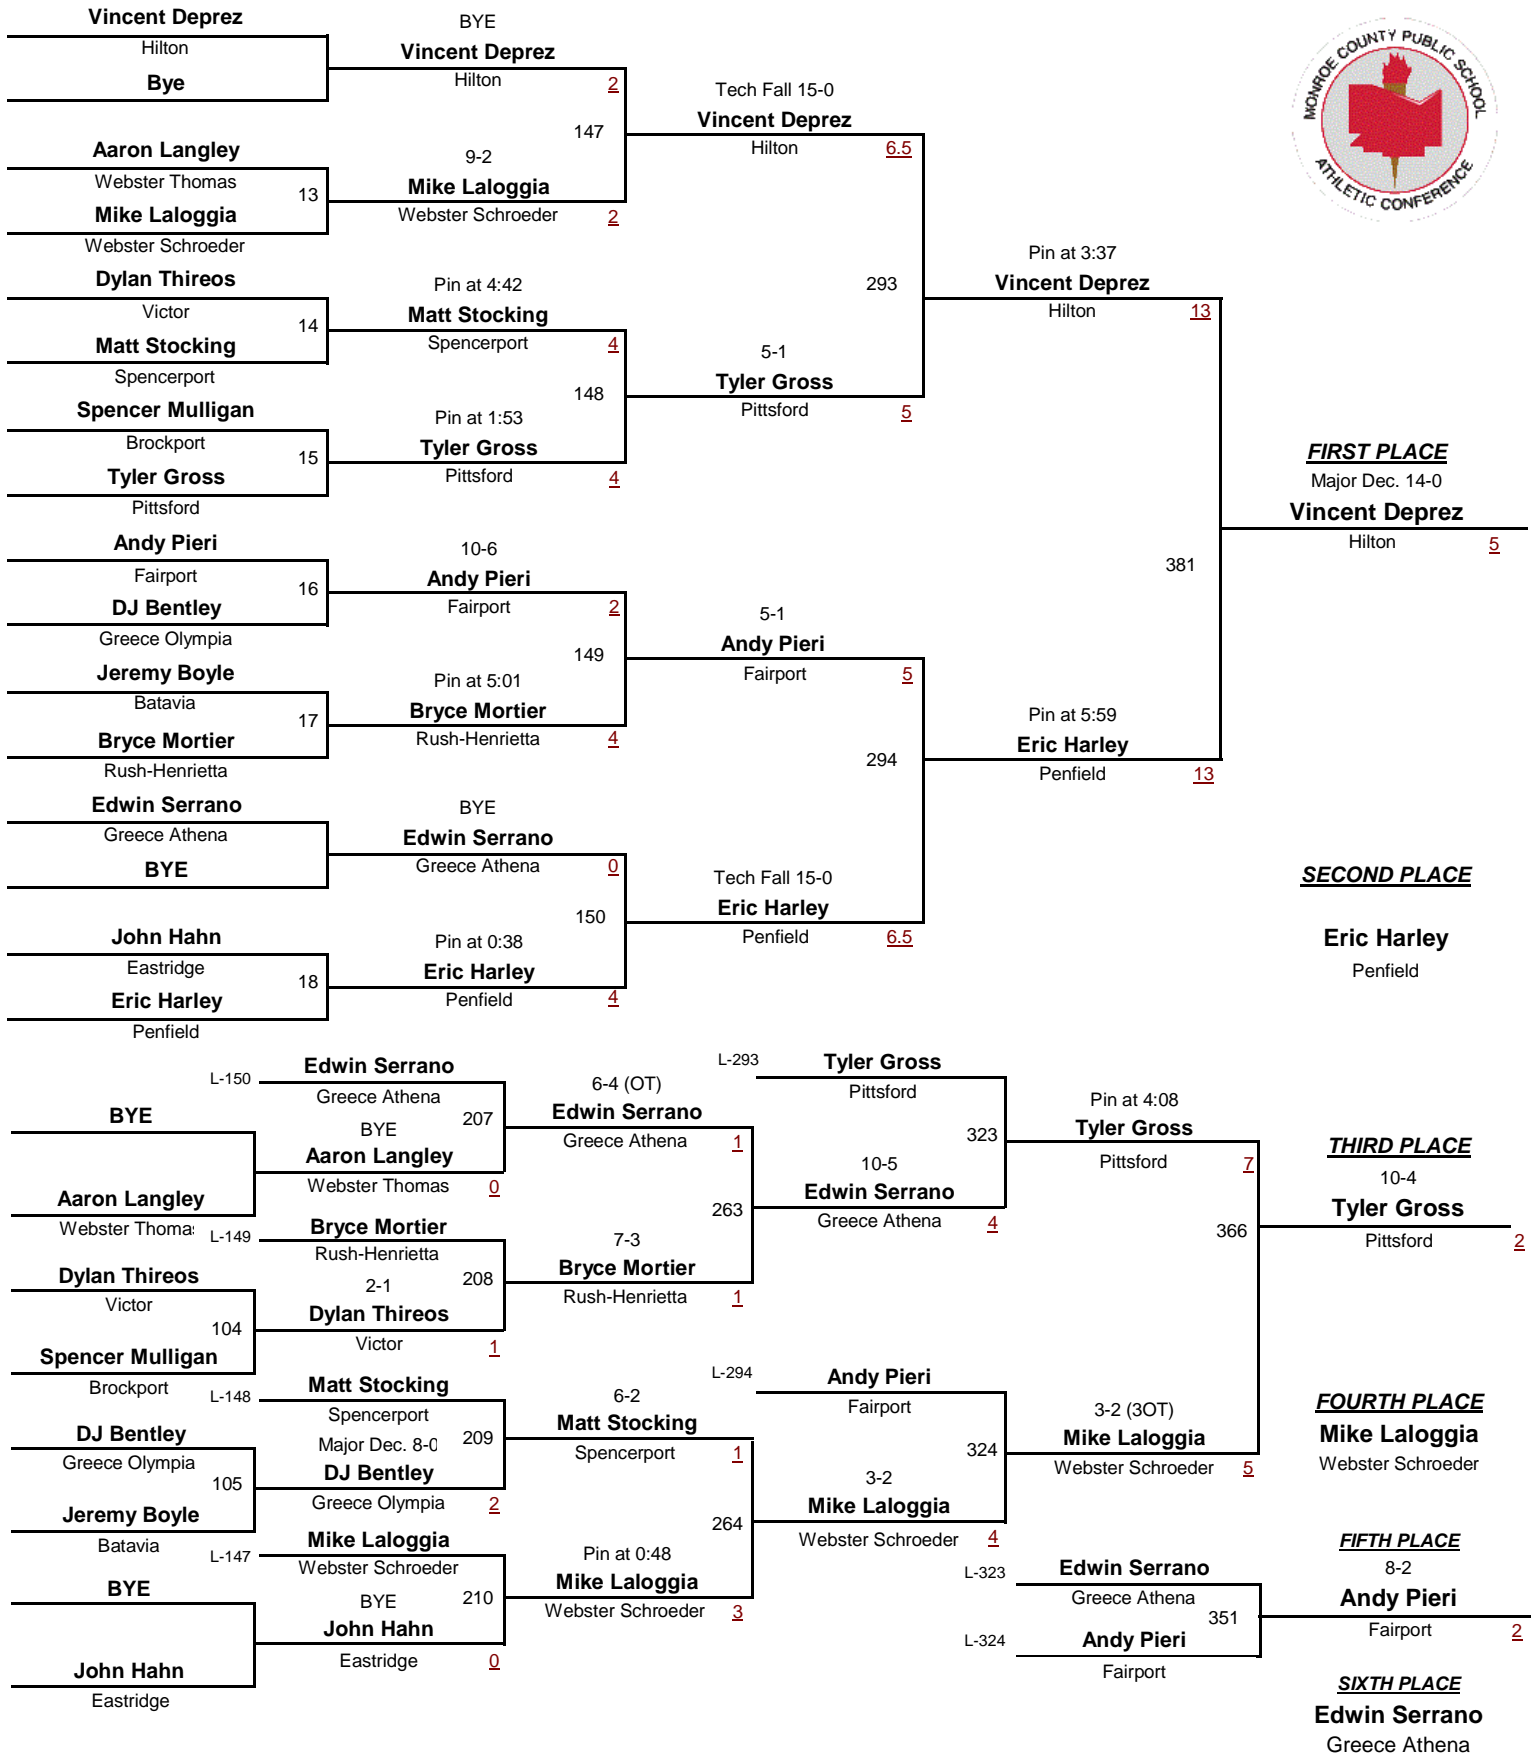 Vincent Deprez
Hilton
Bye
Aaron Langley
Webster Thomas
13
Mike Laloggia
Webster Schroeder
Dylan Thireos
Victor
14
Matt Stocking
Spencerport
Spencer Mulligan
Brockport
15
Tyler Gross
Pittsford
Andy Pieri
Fairport
16
DJ Bentley
Greece Olympia
Jeremy Boyle
Batavia
17
Bryce Mortier
Rush-Henrietta
Edwin Serrano
Greece Athena
BYE
John Hahn
Eastridge
18
Eric Harley
Penfield
BYE
Vincent Deprez
Hilton
2
147
9-2
Mike Laloggia
Webster Schroeder
2
Pin at 4:42
Matt Stocking
Spencerport
4
148
Pin at 1:53
Tyler Gross
Pittsford
4
10-6
Andy Pieri
Fairport
2
149
Pin at 5:01
Bryce Mortier
Rush-Henrietta
4
BYE
Edwin Serrano
Greece Athena
0
150
Pin at 0:38
Eric Harley
Penfield
4
Tech Fall 15-0
Vincent Deprez
Hilton
6.5
293
5-1
Tyler Gross
Pittsford
5
5-1
Andy Pieri
Fairport
5
294
Tech Fall 15-0
Eric Harley
Penfield
6.5
Pin at 3:37
Vincent Deprez
Hilton
13
381
Pin at 5:59
Eric Harley
Penfield
13
MONROE COUNTY PUBLIC SCHOOL
ATHLETIC CONFERENCE
FIRST PLACE
Major Dec. 14-0
Vincent Deprez
Hilton
5
SECOND PLACE
Eric Harley
Penfield
BYE
Aaron Langley
Webster Thomas
Dylan Thireos
Victor
104
Spencer Mulligan
Brockport
DJ Bentley
Greece Olympia
105
Jeremy Boyle
Batavia
BYE
John Hahn
Eastridge
L-150
Edwin Serrano
Greece Athena
207
BYE
Aaron Langley
Webster Thomas
0
L-149
Bryce Mortier
Rush-Henrietta
208
2-1
Dylan Thireos
Victor
1
L-148
Matt Stocking
Spencerport
209
Major Dec. 8-0
DJ Bentley
Greece Olympia
2
L-147
Mike Laloggia
Webster Schroeder
210
BYE
John Hahn
Eastridge
0
6-4 (OT)
Edwin Serrano
Greece Athena
1
263
7-3
Bryce Mortier
Rush-Henrietta
1
6-2
Matt Stocking
Spencerport
1
264
Pin at 0:48
Mike Laloggia
Webster Schroeder
3
L-293
Tyler Gross
Pittsford
323
10-5
Edwin Serrano
Greece Athena
4
L-294
Andy Pieri
Fairport
324
3-2
Mike Laloggia
Webster Schroeder
4
Pin at 4:08
Tyler Gross
Pittsford
7
366
3-2 (3OT)
Mike Laloggia
Webster Schroeder
5
L-323
Edwin Serrano
Greece Athena
351
L-324
Andy Pieri
Fairport
THIRD PLACE
10-4
Tyler Gross
Pittsford
2
FOURTH PLACE
Mike Laloggia
Webster Schroeder
FIFTH PLACE
8-2
Andy Pieri
Fairport
2
SIXTH PLACE
Edwin Serrano
Greece Athena